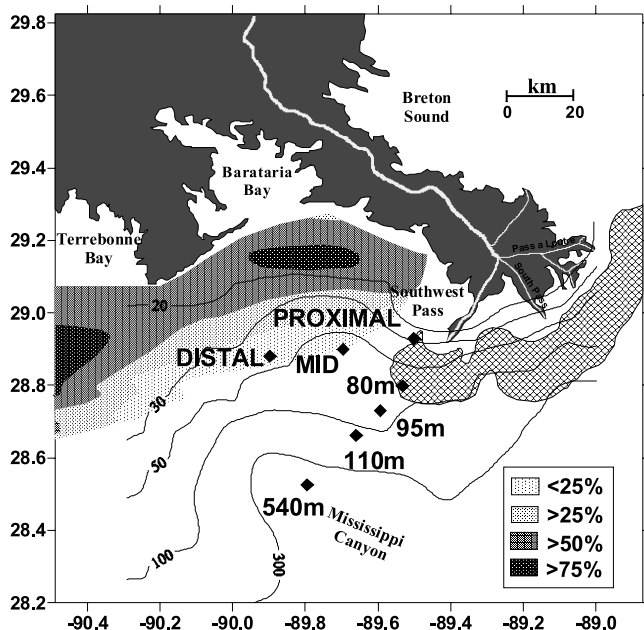 29.8
29.6
29.4
29.2
29.0
28.8
28.6
28.4
28.2
-90.4
-90.2
-90.0
-89.8
-89.6
-89.4
-89.2
-89.0
km
0 20
Breton
Sound
Barataria
Bay
Terrebonne
Bay
Pass a Loutre
South Pass
Southwest
Pass
20
PROXIMAL
DISTAL
MID
80m
95m
110m
540m
30
50
100
300
Mississippi
Canyon
<25%
>25%
>50%
>75%